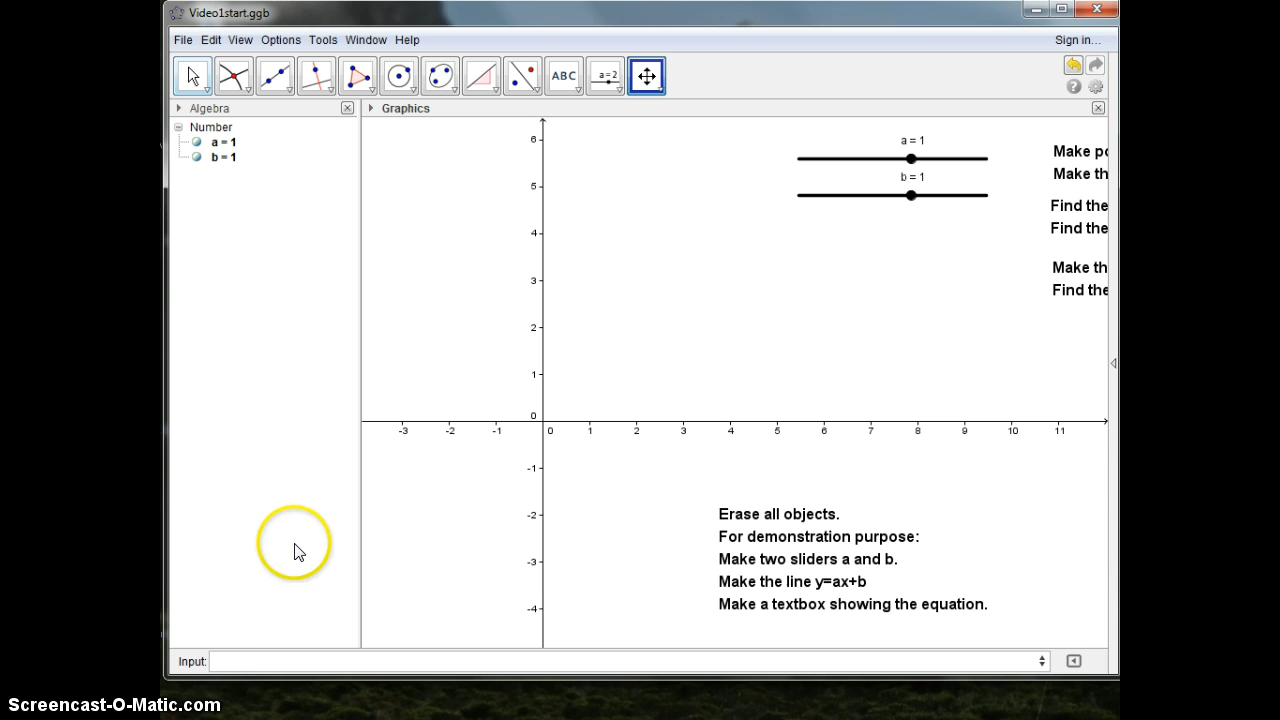 Video1start.ggb
File Edit View Options Tools Window Help Sign in...
ABC
a=2
Algebra
Graphics
Number
a = 1
b = 1
a = 1
b = 1
6
5
4
3
2
1
0
-1
-2
-3
-4
-3 -2 -1 0 1 2 3 4 5 6 7 8 9 10 11
Make po
Make th
Find the
Find the
Make th
Find the
Erase all objects.
For demonstration purpose:
Make two sliders a and b.
Make the line y=ax+b
Make a textbox showing the equation.
Input:
Screencast-O-Matic.com